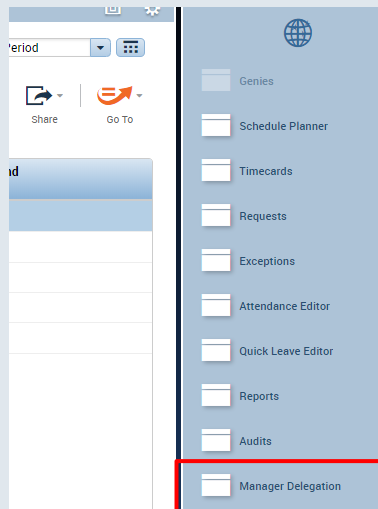 Period
Share
Go To
nd
Genies
Schedule Planner
Timecards
Requests
Exceptions
Attendance Editor
Quick Leave Editor
Reports
Audits
Manager Delegation